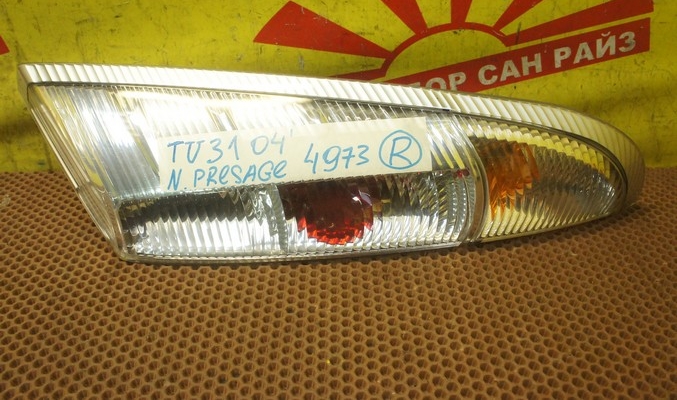 ОР САН РАЙЗ
TU31 04'
N. PRESAGE 4973 R